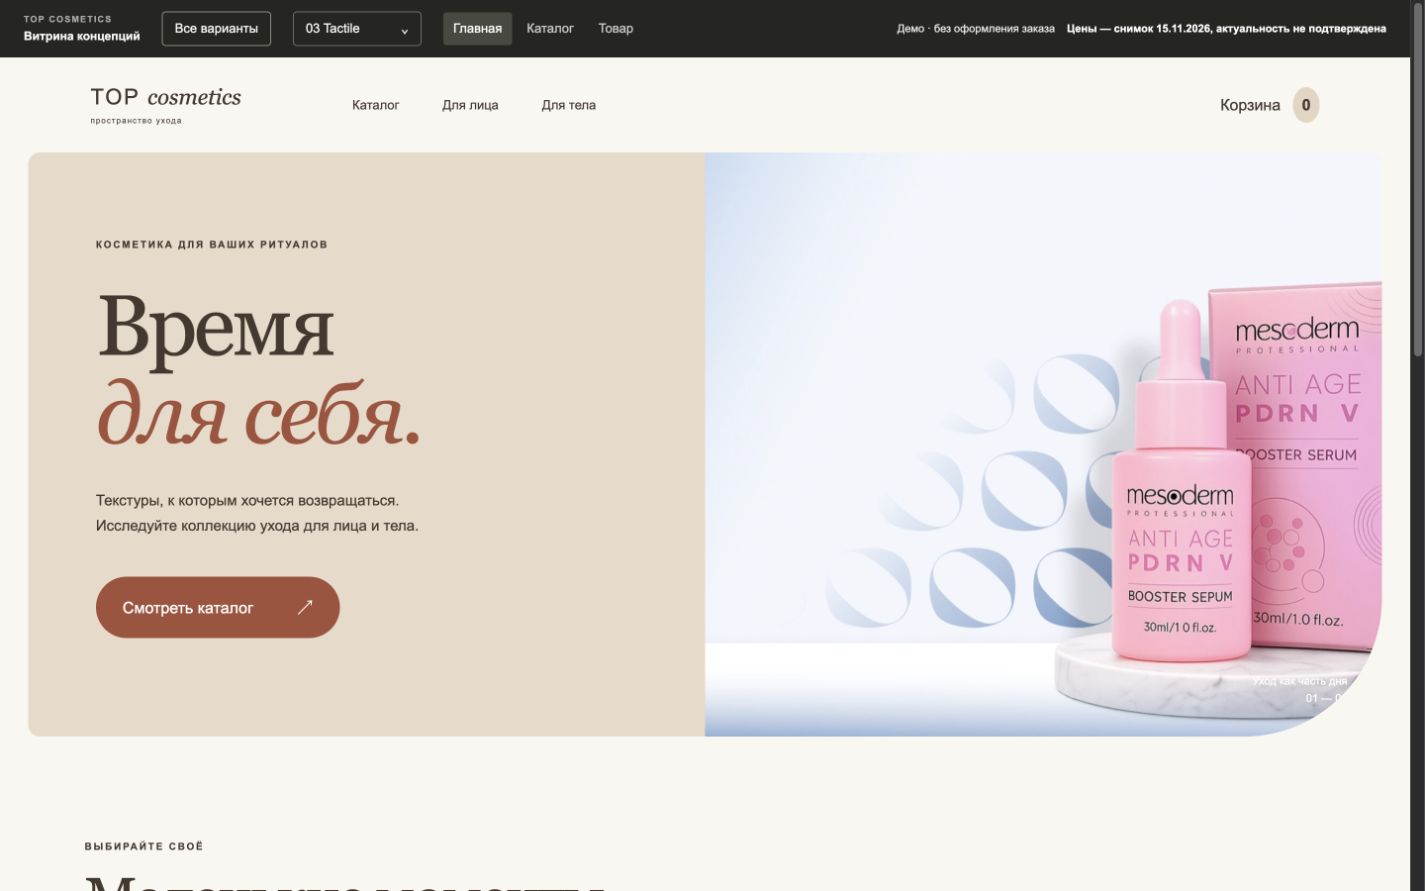 TOP COSMETICS
Витрина концепций
Все варианты
03 Tactile
Главная
Каталог
Товар
Демо · без оформления заказа
Цены — снимок 15.11.2026, актуальность не подтверждена
TOP cosmetics
пространство ухода
Каталог
Для лица
Для тела
Корзина
0
КОСМЕТИКА ДЛЯ ВАШИХ РИТУАЛОВ
Время
для себя.
Текстуры, к которым хочется возвращаться.
Исследуйте коллекцию ухода для лица и тела.
Смотреть каталог
mesoderm
PROFESSIONAL
ANTI AGE
PDRN V
BOOSTER SERUM
30ml/1.0 fl.oz.
mesoderm
PROFESSIONAL
ANTI AGE
PDRN V
BOOSTER SEPUM
30ml/1 0 fl.oz.
Уход как часть дня
01 —
ВЫБИРАЙТЕ СВОЁ